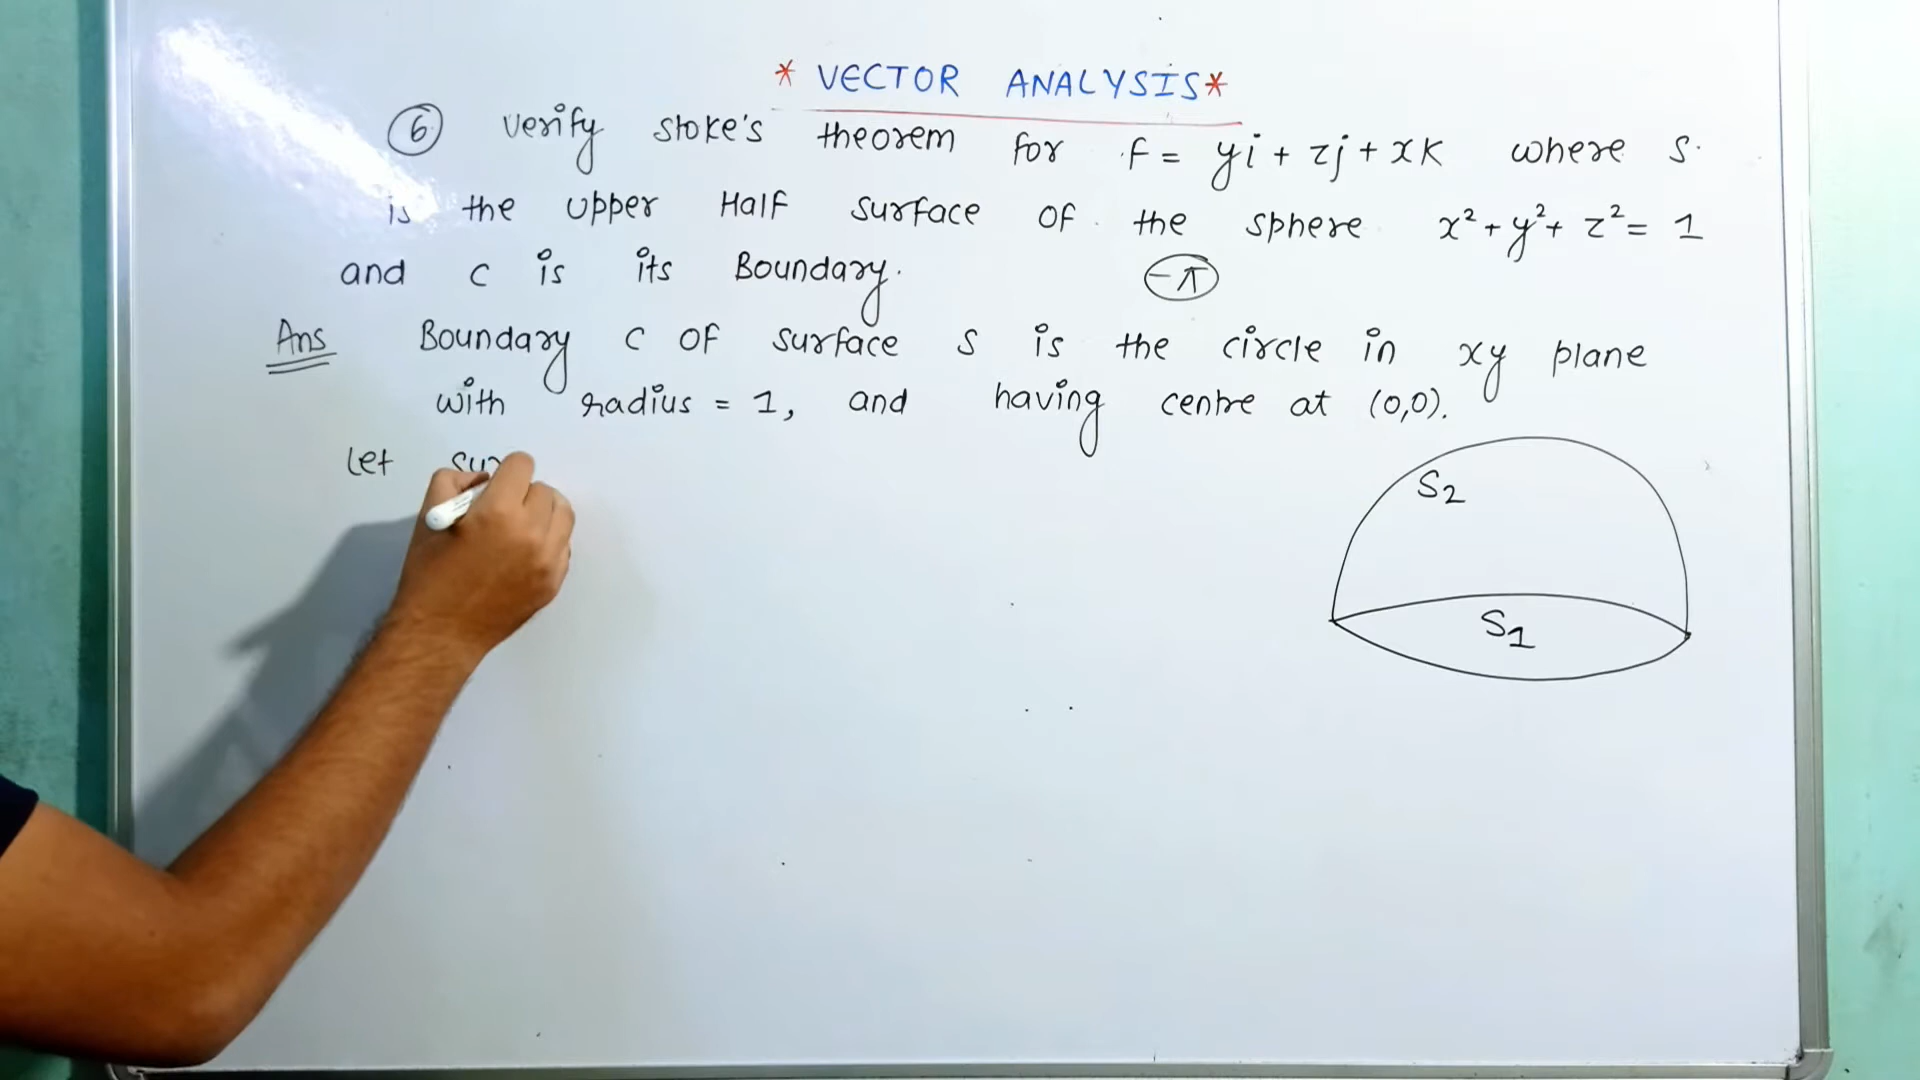 * VECTOR ANALYSIS *
⑥ Verify stoke's theorem for F = yi + zj + xk where S
is the upper Half surface of the sphere x² + y² + z² = 1
and C is its Boundary. -π
Ans Boundary C of surface S is the circle in xy plane
with radius = 1, and having centre at (0,0).
Let sur
S2
S1